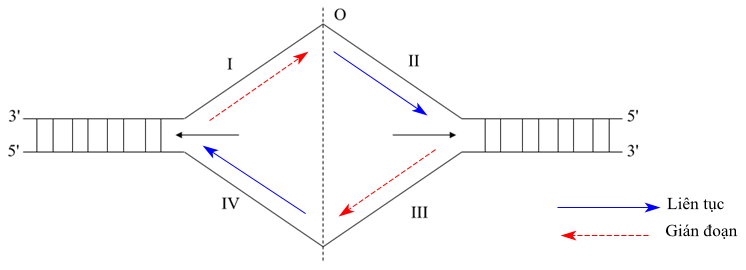 O
I
II
3'
5'
5'
3'
IV
III
Liên tục
Gián đoạn